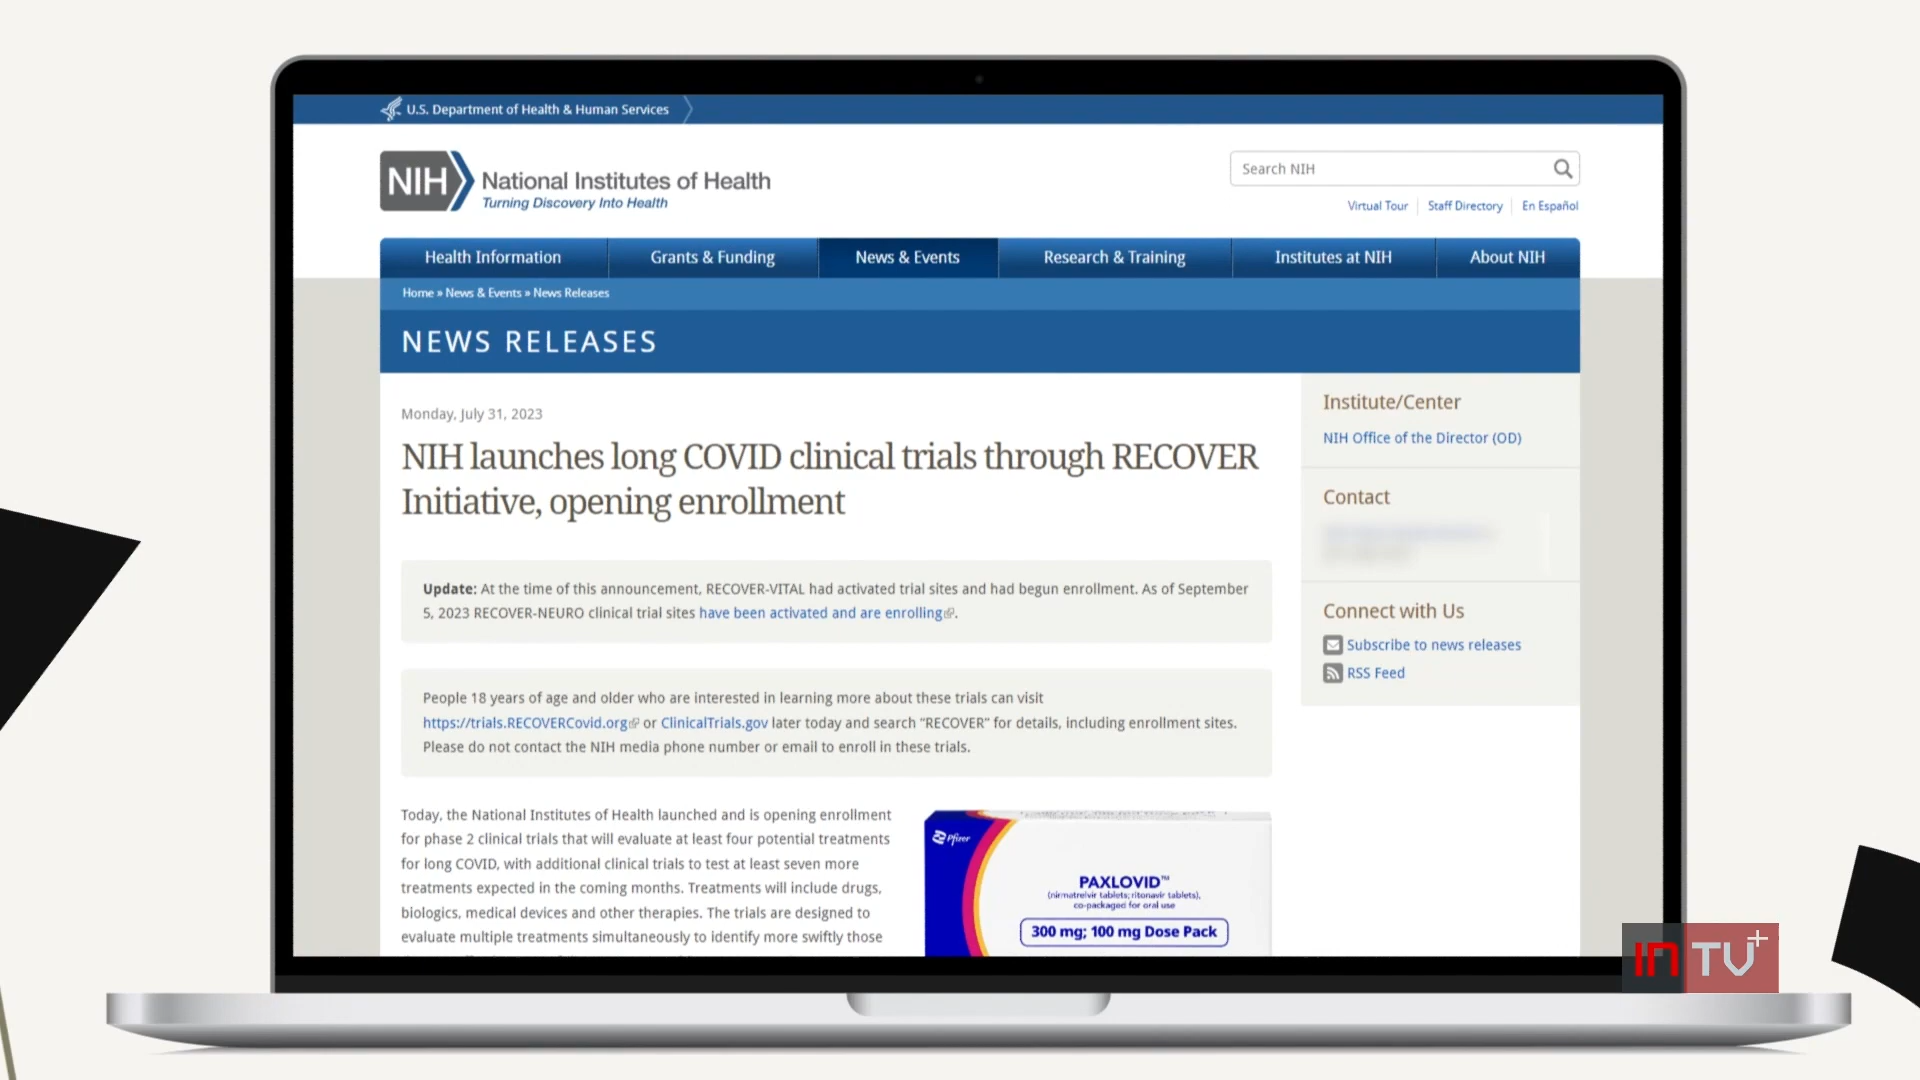 U.S. Department of Health & Human Services
NIH National Institutes of Health
Turning Discovery Into Health
Search NIH
Virtual Tour Staff Directory En Español
Health Information Grants & Funding News & Events Research & Training Institutes at NIH About NIH
Home » News & Events » News Releases
NEWS RELEASES
Monday, July 31, 2023
NIH launches long COVID clinical trials through RECOVER
Initiative, opening enrollment
Update: At the time of this announcement, RECOVER-VITAL had activated trial sites and had begun enrollment. As of September
5, 2023 RECOVER-NEURO clinical trial sites have been activated and are enrolling.
People 18 years of age and older who are interested in learning more about these trials can visit
https://trials.RECOVERCovid.org or ClinicalTrials.gov later today and search “RECOVER” for details, including enrollment sites.
Please do not contact the NIH media phone number or email to enroll in these trials.
Today, the National Institutes of Health launched and is opening enrollment
for phase 2 clinical trials that will evaluate at least four potential treatments
for long COVID, with additional clinical trials to test at least seven more
treatments expected in the coming months. Treatments will include drugs,
biologics, medical devices and other therapies. The trials are designed to
evaluate multiple treatments simultaneously to identify more swiftly those
Pfizer
PAXLOVID™
(nirmatrelvir tablets; ritonavir tablets),
co-packaged for oral use
300 mg; 100 mg Dose Pack
Institute/Center
NIH Office of the Director (OD)
Contact
Connect with Us
Subscribe to news releases
RSS Feed
IN TV+